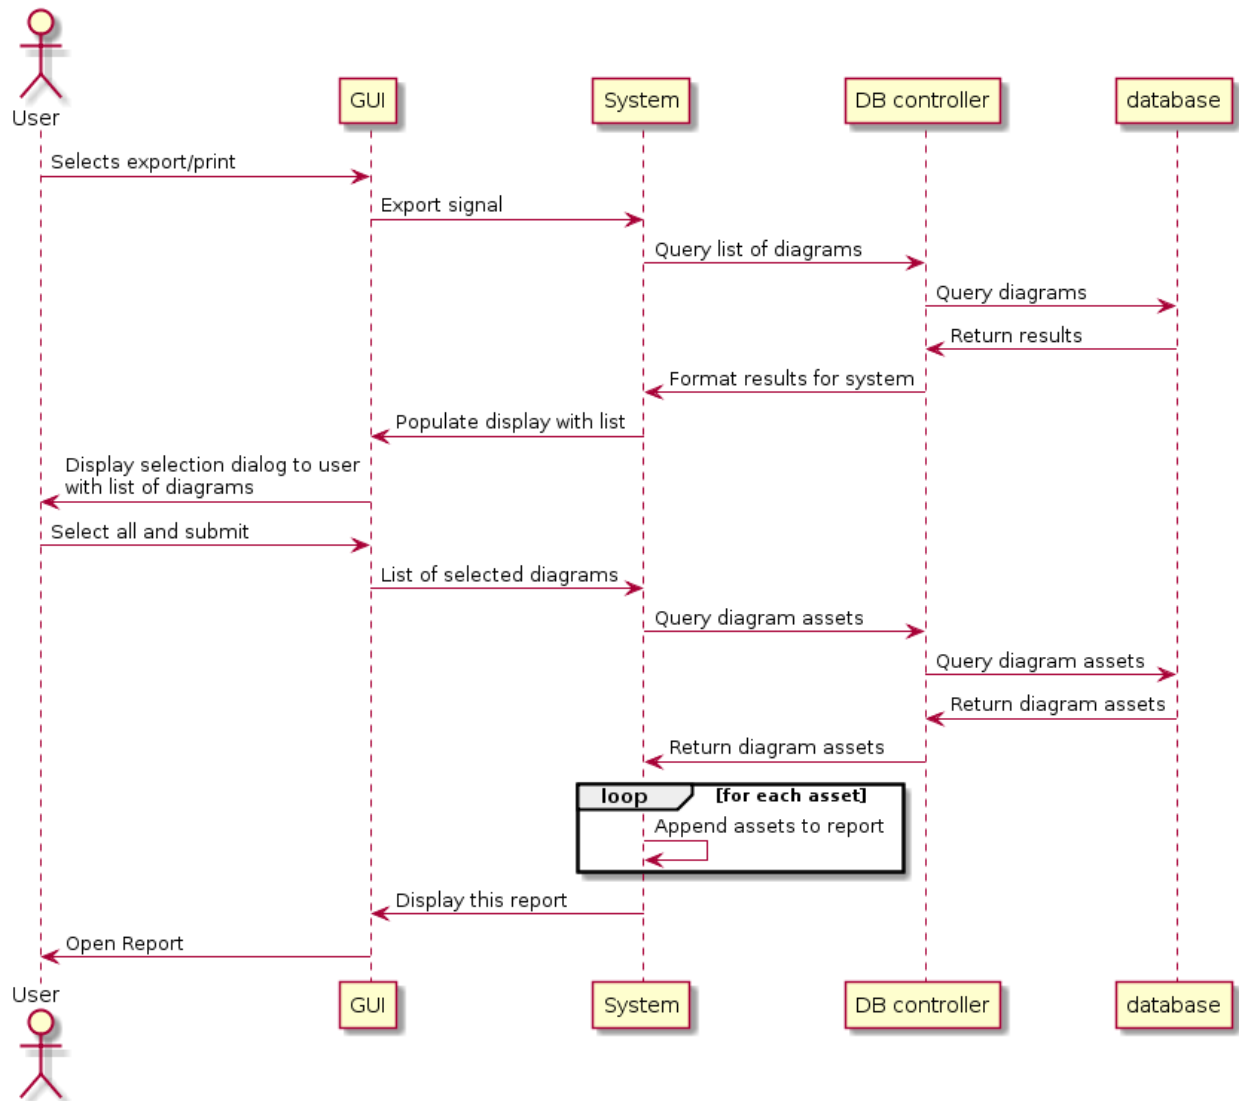 User
GUI
System
DB controller
database
Selects export/print
Export signal
Query list of diagrams
Query diagrams
Return results
Format results for system
Populate display with list
Display selection dialog to user
with list of diagrams
Select all and submit
List of selected diagrams
Query diagram assets
Query diagram assets
Return diagram assets
Return diagram assets
loop
[for each asset]
Append assets to report
Display this report
Open Report
User
GUI
System
DB controller
database